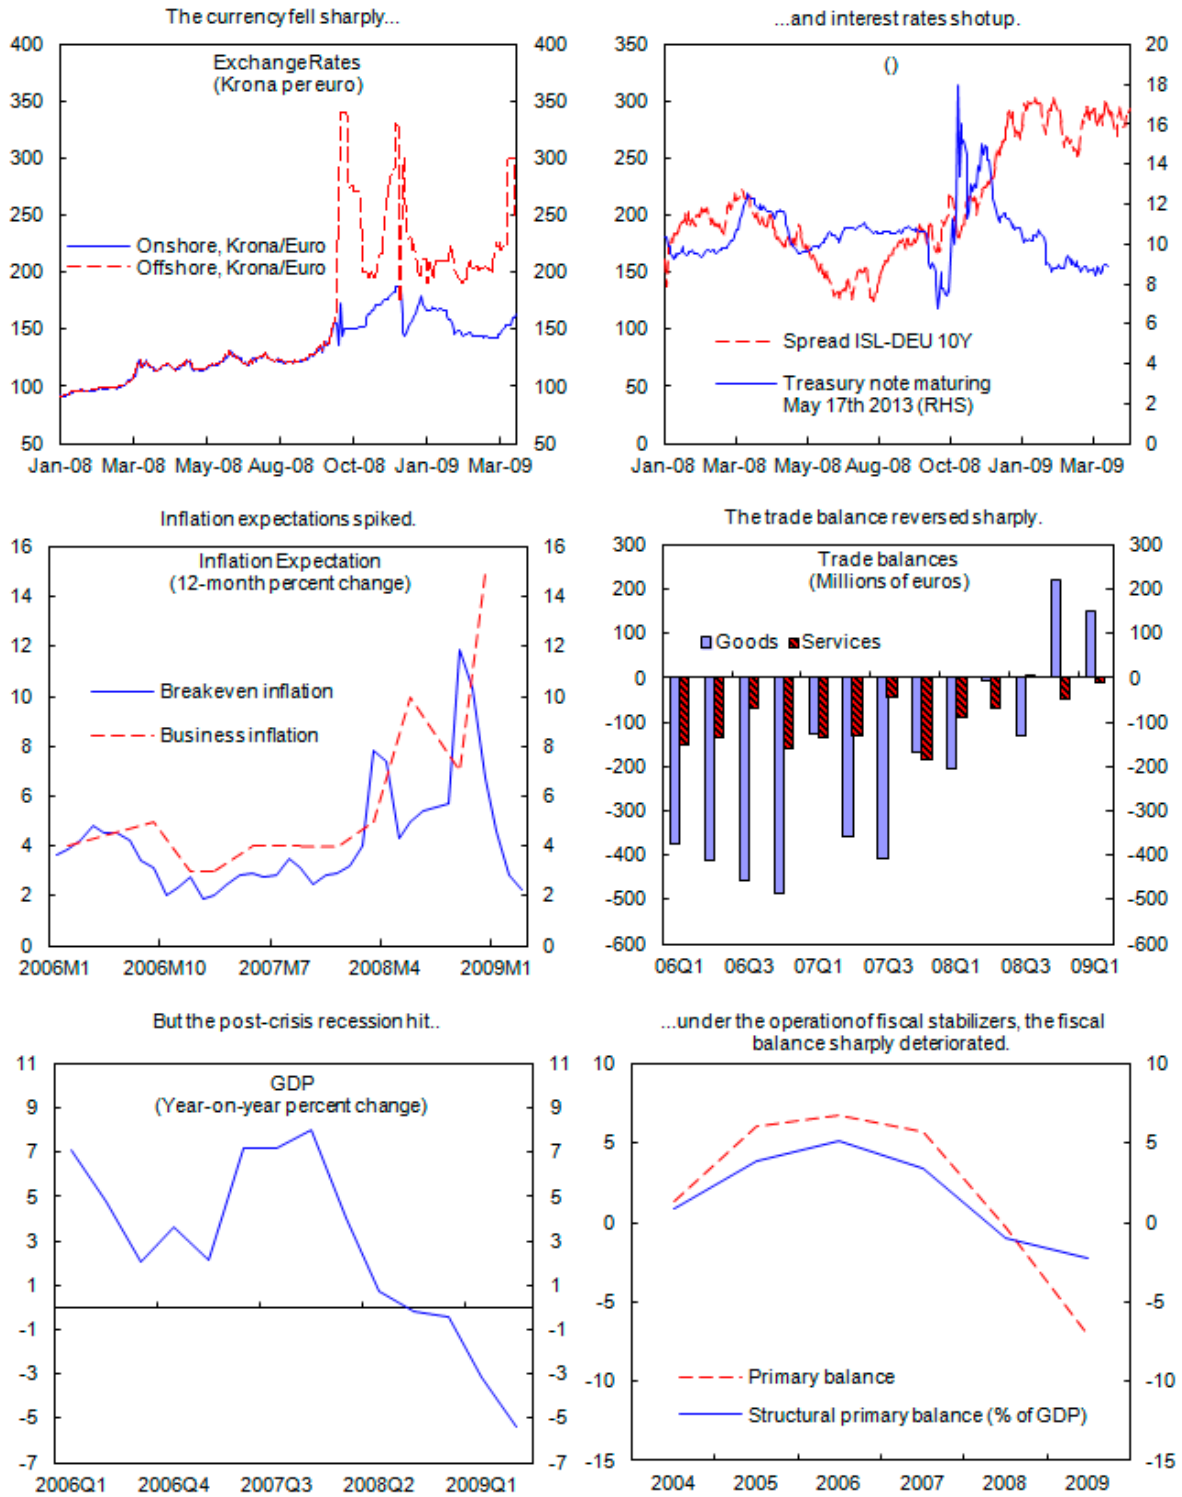 The currency fell sharply...
Exchange Rates
(Krona per euro)
400 400
350 350
300 300
250 250
200 200
150 150
100 100
50 50
Onshore, Krona/Euro
Offshore, Krona/Euro
Jan-08 Mar-08 May-08 Aug-08 Oct-08 Jan-09 Mar-09
...and interest rates shot up.
()
350 20
300 18
250 16
200 14
150 12
100 10
50 8
0 6
4
2
0
Spread ISL-DEU 10Y
Treasury note maturing
May 17th 2013 (RHS)
Jan-08 Mar-08 May-08 Aug-08 Oct-08 Jan-09 Mar-09
Inflation expectations spiked.
Inflation Expectation
(12-month percent change)
16 16
14 14
12 12
10 10
8 8
6 6
4 4
2 2
0 0
Breakeven inflation
Business inflation
2006M1 2006M10 2007M7 2008M4 2009M1
The trade balance reversed sharply.
Trade balances
(Millions of euros)
300 300
200 200
100 100
0 0
-100 -100
-200 -200
-300 -300
-400 -400
-500 -500
-600 -600
Goods Services
06Q1 06Q3 07Q1 07Q3 08Q1 08Q3 09Q1
But the post-crisis recession hit..
GDP
(Year-on-year percent change)
11 11
9 9
7 7
5 5
3 3
1 1
-1 -1
-3 -3
-5 -5
-7 -7
2006Q1 2006Q4 2007Q3 2008Q2 2009Q1
...under the operation of fiscal stabilizers, the fiscal
balance sharply deteriorated.
10 10
5 5
0 0
-5 -5
-10 -10
-15 -15
Primary balance
Structural primary balance (% of GDP)
2004 2005 2006 2007 2008 2009